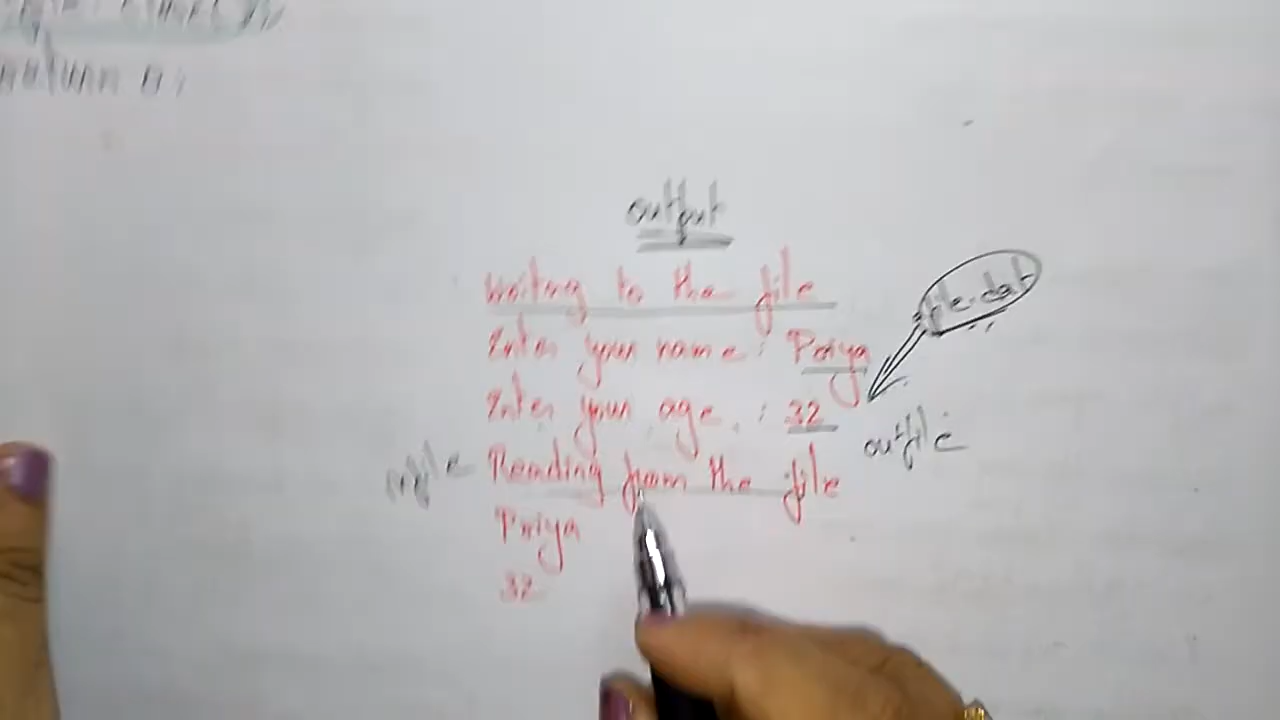 return 0;
output
Writing to the file
file.dat
Enter your name : Priya
Enter your age : 32
outfile
infile Reading from the file
Priya
32